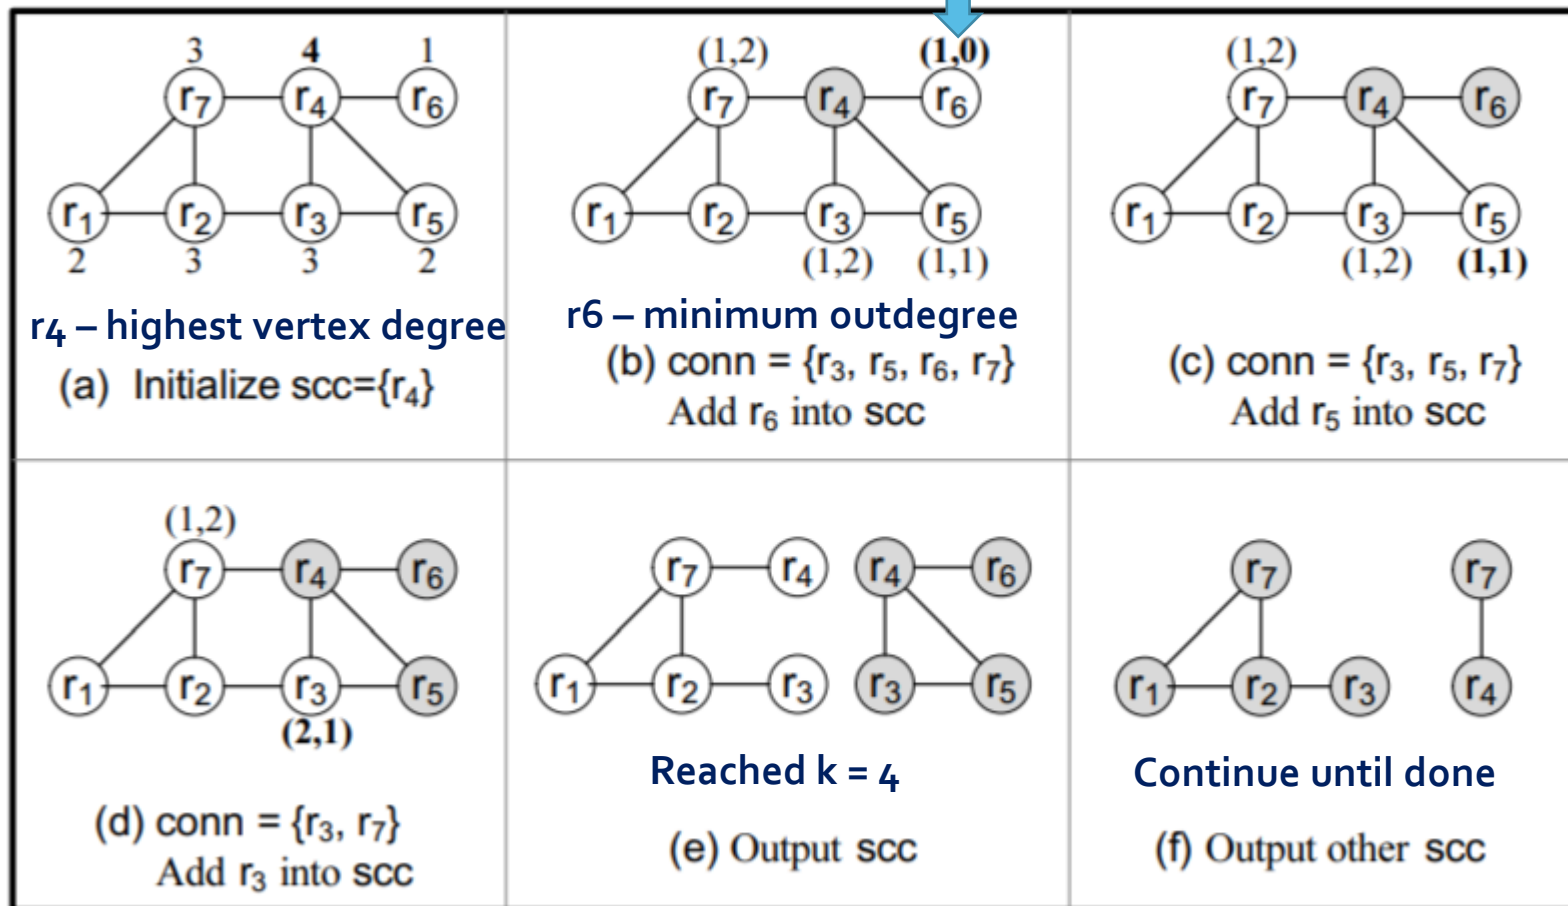 3 4 1
r7 r4 r6
r1 r2 r3 r5
2 3 3 2
r4 – highest vertex degree
(a) Initialize scc={r4}
(1,2) (1,0)
r7 r4 r6
r1 r2 r3 r5
(1,2) (1,1)
r6 – minimum outdegree
(b) conn = {r3, r5, r6, r7}
Add r6 into scc
(1,2)
r7 r4 r6
r1 r2 r3 r5
(1,2) (1,1)
(c) conn = {r3, r5, r7}
Add r5 into scc
(1,2)
r7 r4 r6
r1 r2 r3 r5
(2,1)
(d) conn = {r3, r7}
Add r3 into scc
r7 r4 r4 r6
r1 r2 r3 r3 r5
Reached k = 4
(e) Output scc
r7 r7
r1 r2 r3 r4
Continue until done
(f) Output other scc